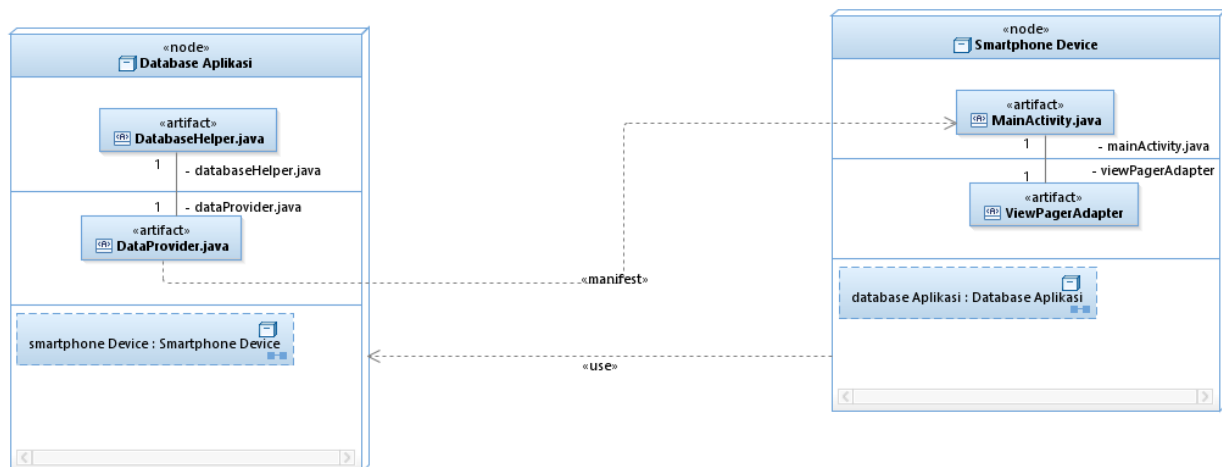 «node»
Database Aplikasi
«artifact»
DatabaseHelper.java
1
- databaseHelper.java
1
- dataProvider.java
«artifact»
DataProvider.java
smartphone Device : Smartphone Device
«manifest»
«use»
«node»
Smartphone Device
«artifact»
MainActivity.java
1
- mainActivity.java
1
- viewPagerAdapter
«artifact»
ViewPagerAdapter
database Aplikasi : Database Aplikasi